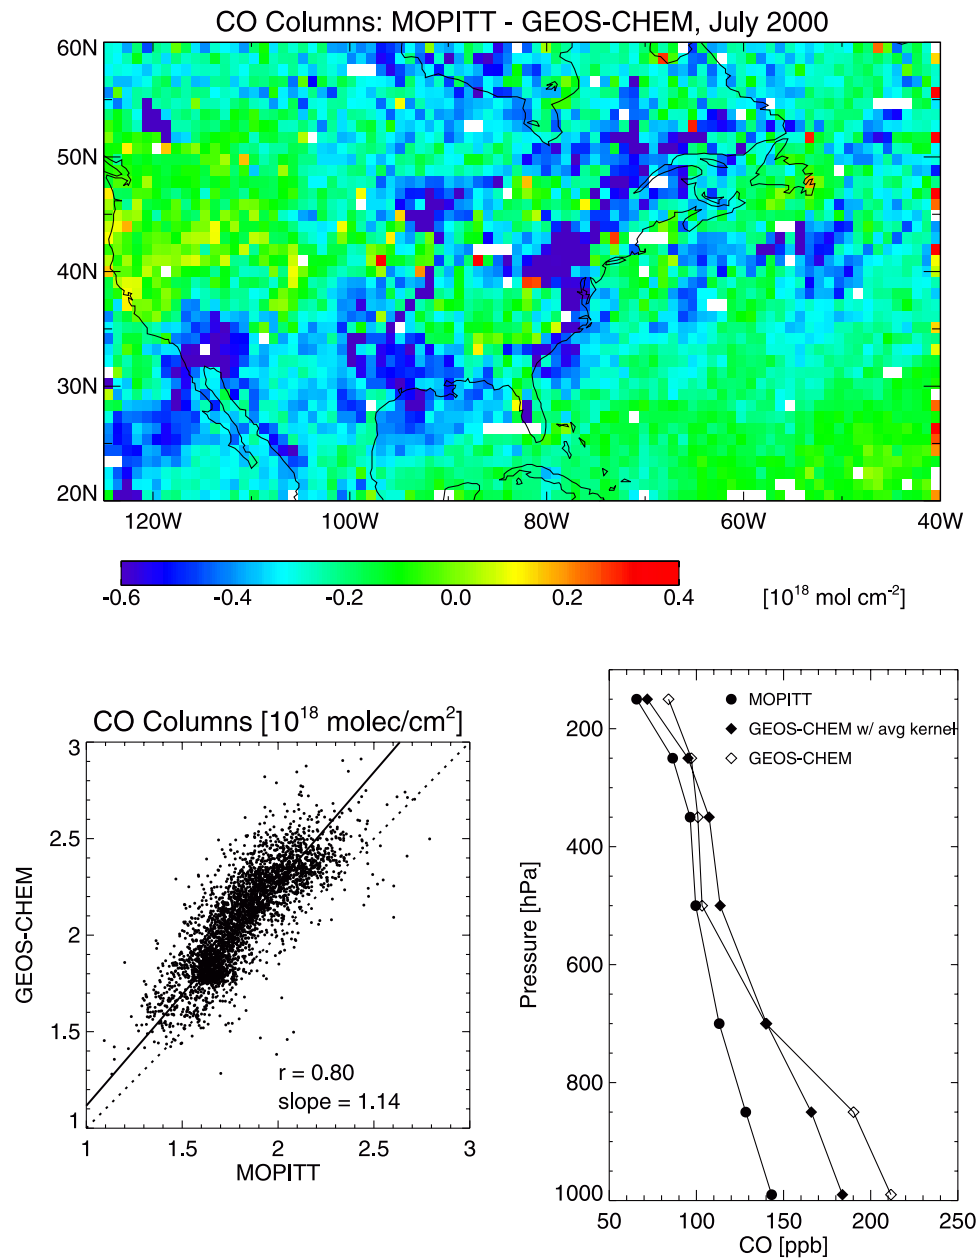 CO Columns: MOPITT - GEOS-CHEM, July 2000
60N
50N
40N
30N
20N
120W 100W 80W 60W 40W
-0.6 -0.4 -0.2 0.0 0.2 0.4 [10^18 mol cm^-2]
CO Columns [10^18 molec/cm^2]
3
2.5
2
1.5
1
GEOS-CHEM
r = 0.80
slope = 1.14
1 1.5 2 2.5 3
MOPITT
MOPITT
GEOS-CHEM w/ avg kernel
GEOS-CHEM
200
400
600
800
1000
Pressure [hPa]
50 100 150 200 250
CO [ppb]